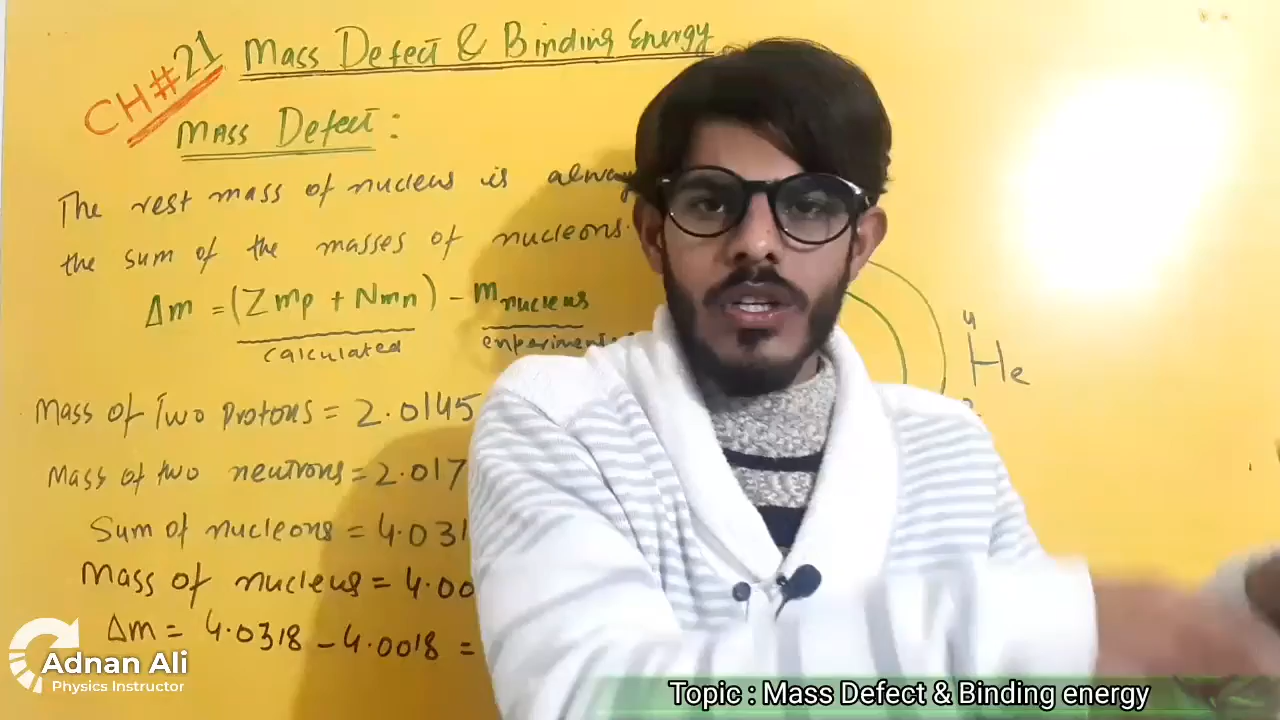 CH#21
Mass Defect & Binding Energy
Mass Defect:
The rest mass of nucleus is alway
the sum of the masses of nucleons.
Δm = (Zmp + Nmn) - mnucleus
calculated experiment
Mass of Two protons = 2.0145
Mass of two neutrons = 2.017
Sum of nucleons = 4.031
Mass of nucleus = 4.00
Δm = 4.0318 - 4.0018 =
4
He
Adnan Ali
Physics Instructor
Topic : Mass Defect & Binding energy